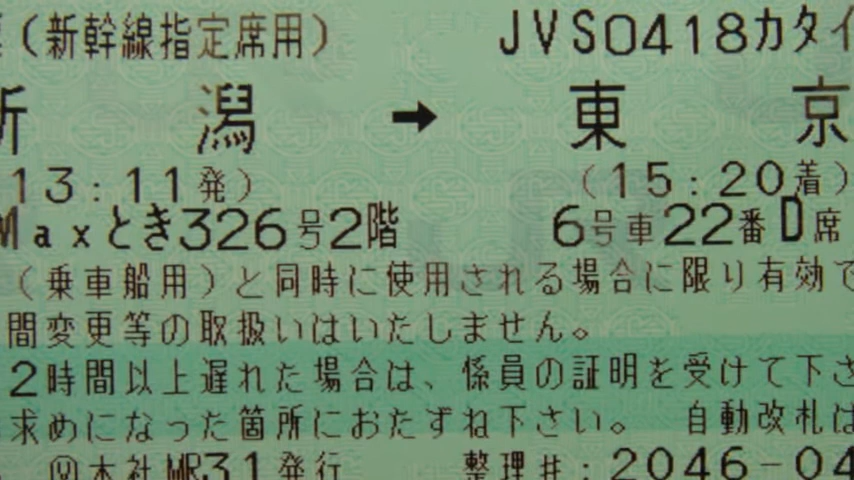 （新幹線指定席用） JVS0418カタイ
新 潟 → 東 京
13:11発） （15:20着）
Maxとき326号2階 6号車22番D席
（乗車船用）と同時に使用される場合に限り有効で
間変更等の取扱いはいたしません。
2時間以上遅れた場合は、係員の証明を受けて下さ
求めになった箇所におたずね下さい。 自動改札は
本社MR31発行 整理井:2046-04